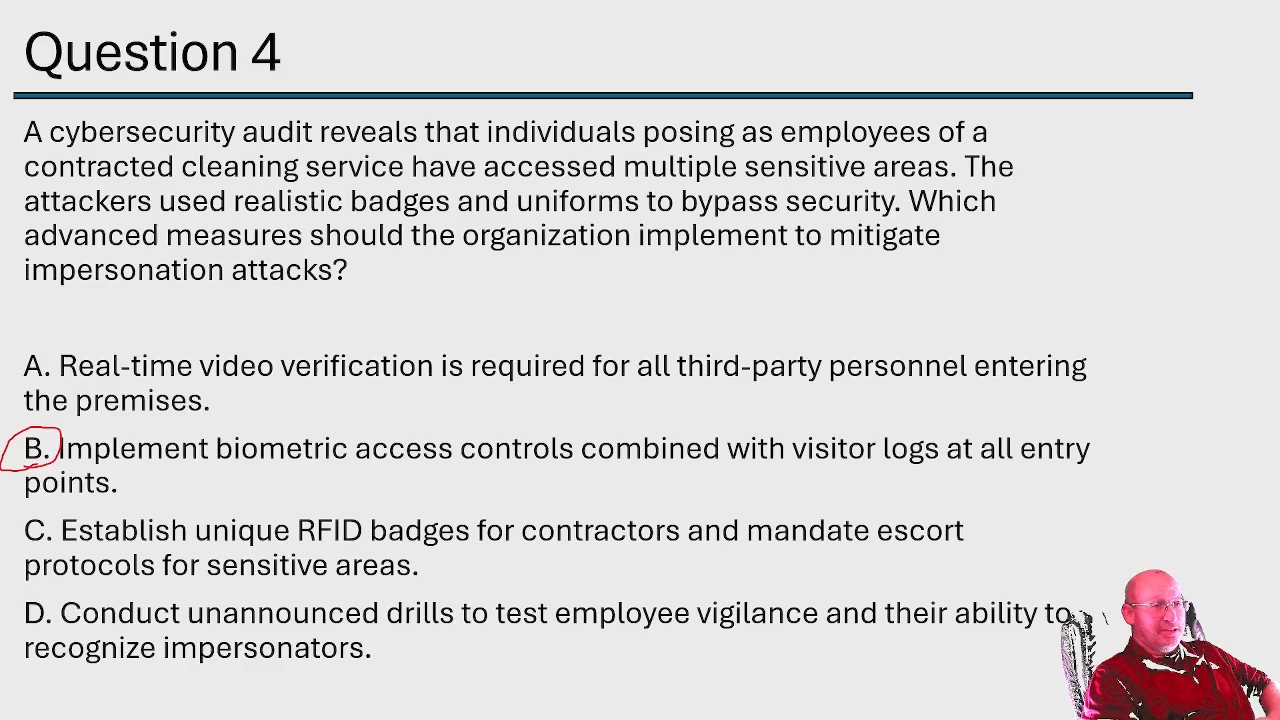 Question 4
A cybersecurity audit reveals that individuals posing as employees of a
contracted cleaning service have accessed multiple sensitive areas. The
attackers used realistic badges and uniforms to bypass security. Which
advanced measures should the organization implement to mitigate
impersonation attacks?
A. Real-time video verification is required for all third-party personnel entering
the premises.
B. Implement biometric access controls combined with visitor logs at all entry
points.
C. Establish unique RFID badges for contractors and mandate escort
protocols for sensitive areas.
D. Conduct unannounced drills to test employee vigilance and their ability to
recognize impersonators.